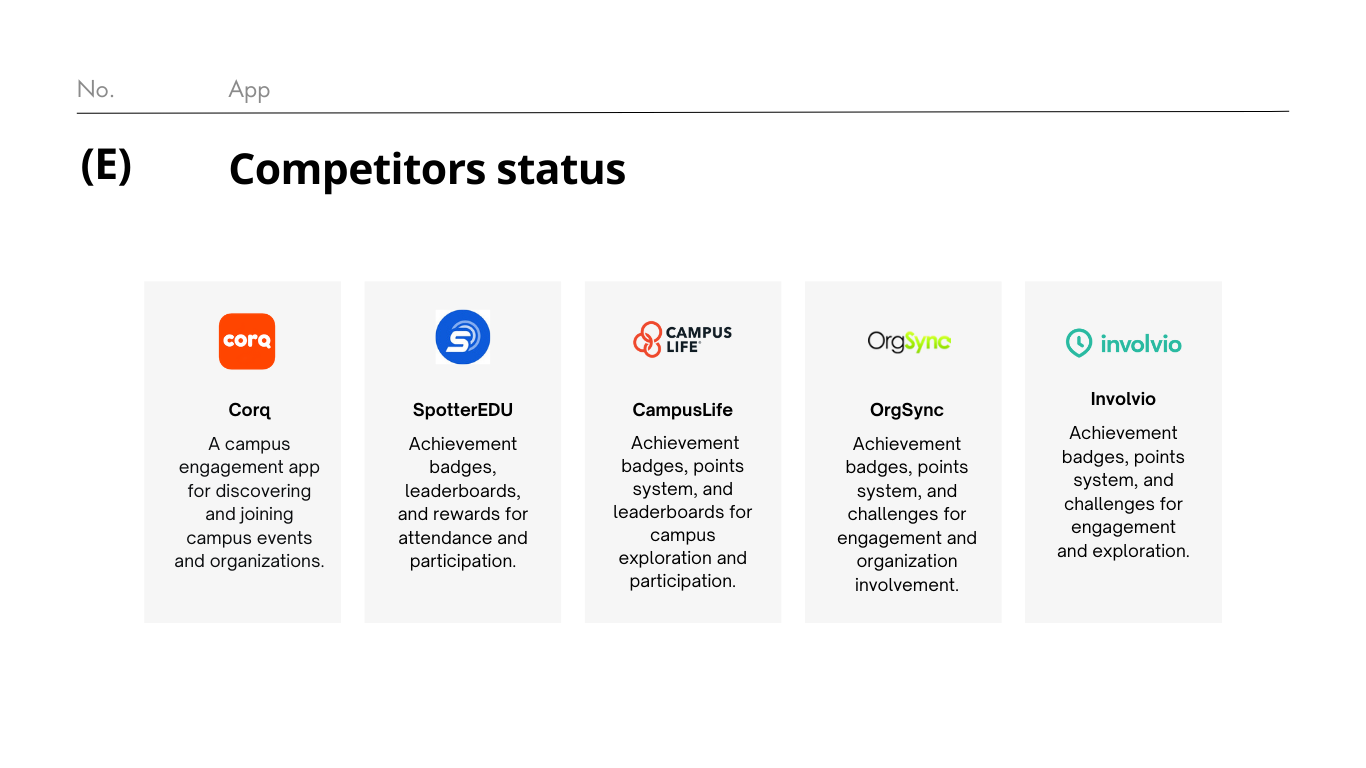 No. App
(E) Competitors status
corq
S
CAMPUS
LIFE
OrgSync
involvio
Corq
A campus
engagement app
for discovering
and joining
campus events
and organizations.
SpotterEDU
Achievement
badges,
leaderboards,
and rewards for
attendance and
participation.
CampusLife
Achievement
badges, points
system, and
leaderboards for
campus
exploration and
participation.
OrgSync
Achievement
badges, points
system, and
challenges for
engagement and
organization
involvement.
Involvio
Achievement
badges, points
system, and
challenges for
engagement
and exploration.